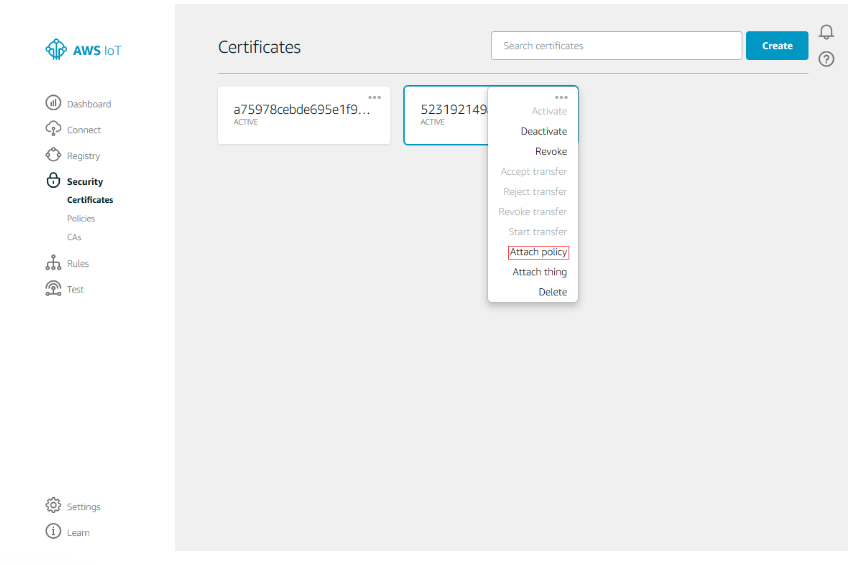 AWS IoT
Certificates
Search certificates
Create
Dashboard
Connect
Registry
Security
Certificates
Policies
CAs
Rules
Test
Settings
Learn
a75978cebde695e1f9...
ACTIVE
523192149
ACTIVE
Activate
Deactivate
Revoke
Accept transfer
Reject transfer
Revoke transfer
Start transfer
Attach policy
Attach thing
Delete